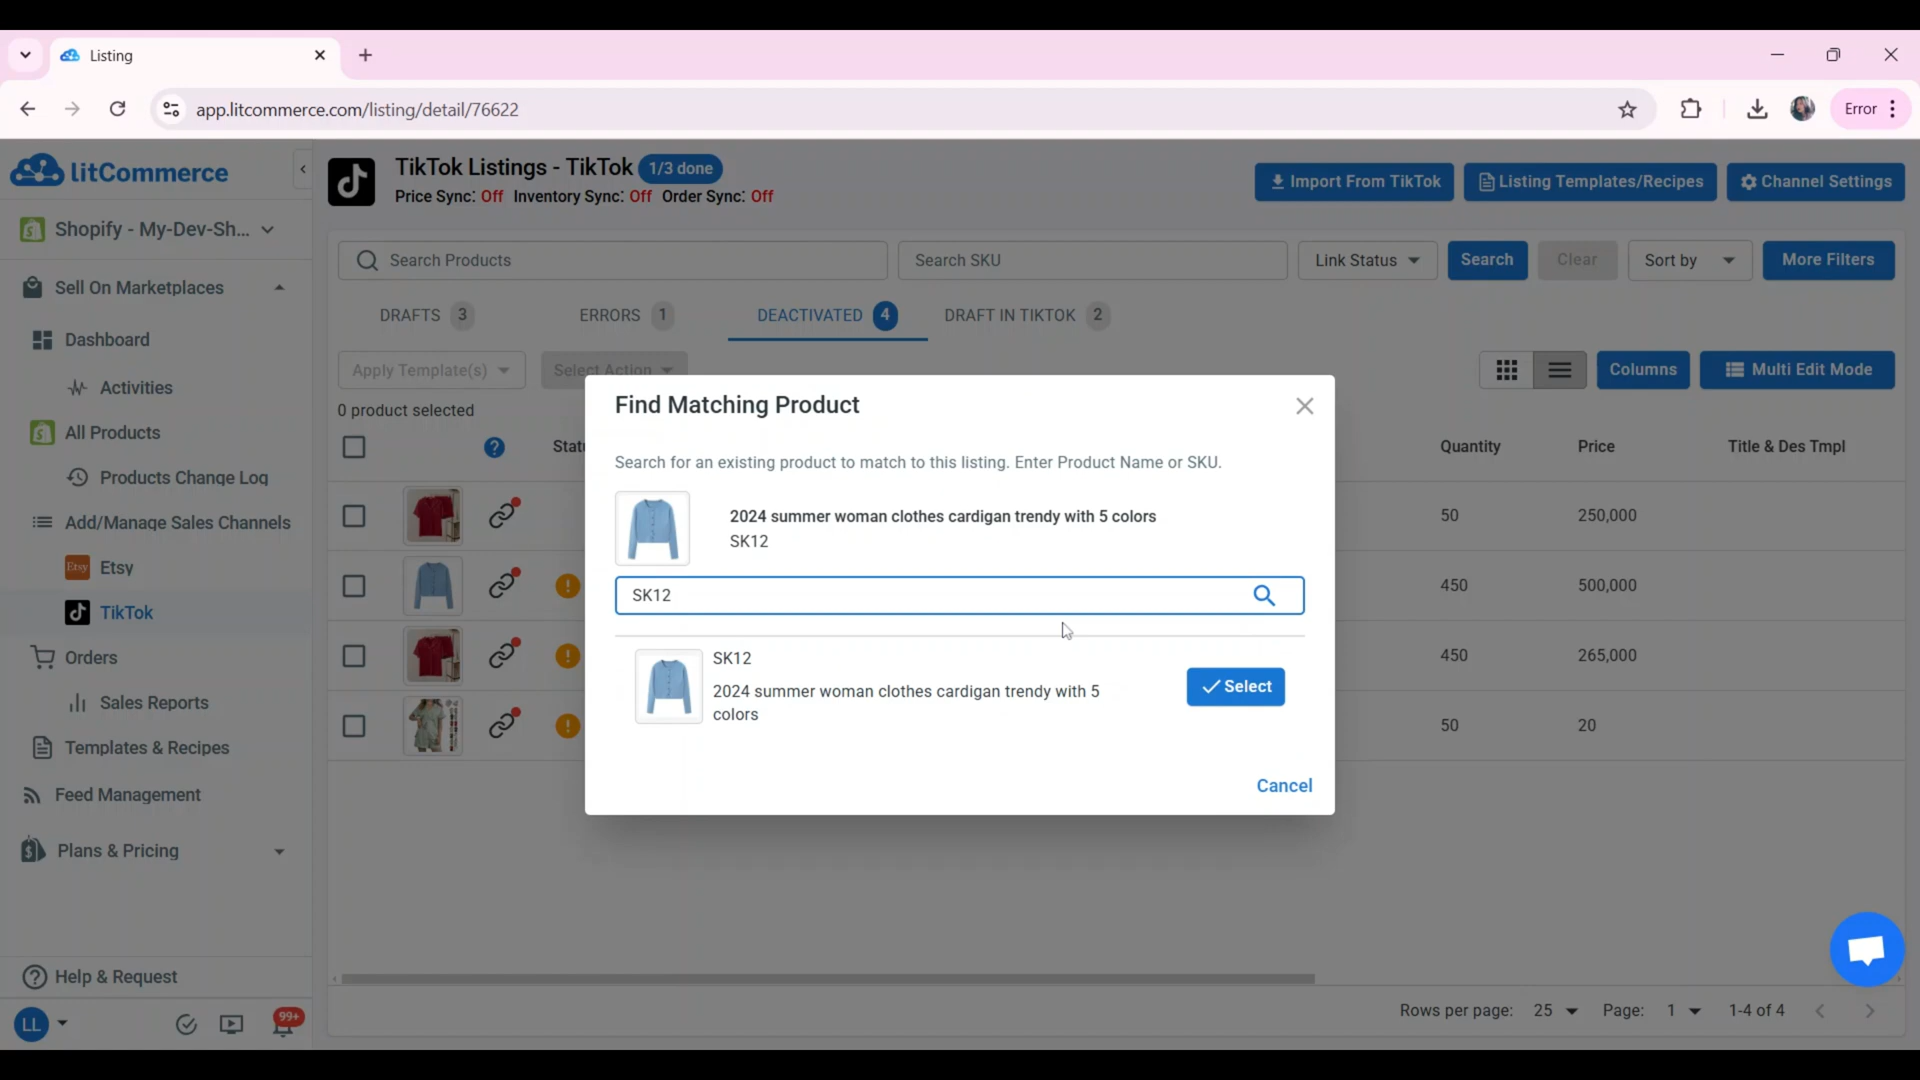 Listing
app.litcommerce.com/listing/detail/76622
Error
litCommerce
TikTok Listings - TikTok 1/3 done
Price Sync: Off Inventory Sync: Off Order Sync: Off
Import From TikTok
Listing Templates/Recipes
Channel Settings
Shopify - My-Dev-Sh...
Sell On Marketplaces
Dashboard
Activities
All Products
Products Change Log
Add/Manage Sales Channels
Etsy Etsy
TikTok
Orders
Sales Reports
Templates & Recipes
Feed Management
Plans & Pricing
Help & Request
LL
99+
Search Products
Search SKU
Link Status
Search
Clear
Sort by
More Filters
DRAFTS 3
ERRORS 1
DEACTIVATED 4
DRAFT IN TIKTOK 2
Apply Template(s)
Select Action
Columns
Multi Edit Mode
0 product selected
? Statu
Quantity
Price
Title & Des Tmpl
50 250,000
450 500,000
450 265,000
50 20
Find Matching Product
Search for an existing product to match to this listing. Enter Product Name or SKU.
2024 summer woman clothes cardigan trendy with 5 colors
SK12
SK12
SK12
2024 summer woman clothes cardigan trendy with 5
colors
Select
Cancel
Rows per page: 25
Page: 1
1-4 of 4